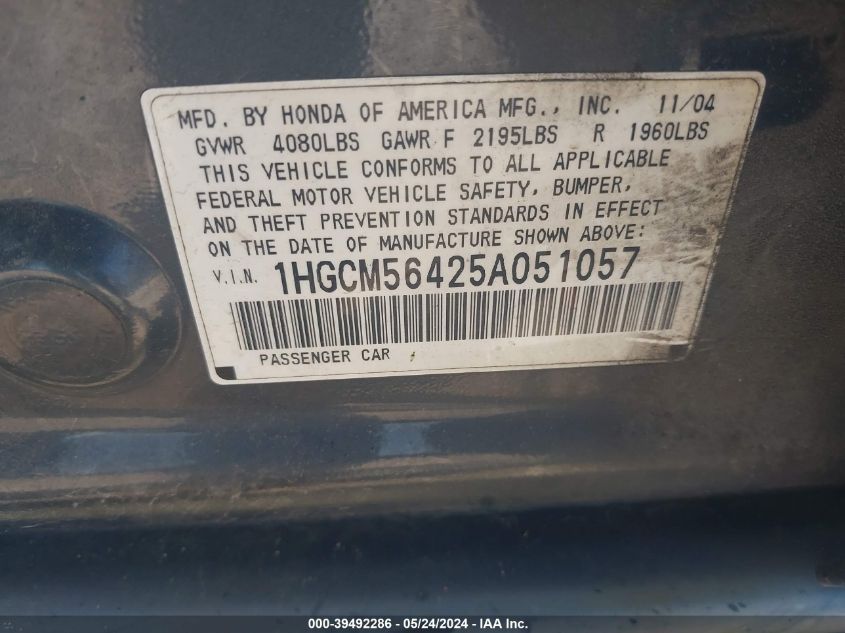 MFD. BY HONDA OF AMERICA MFG., INC. 11/04
GVWR 4080LBS GAWR F 2195LBS R 1960LBS
THIS VEHICLE CONFORMS TO ALL APPLICABLE
FEDERAL MOTOR VEHICLE SAFETY, BUMPER,
AND THEFT PREVENTION STANDARDS IN EFFECT
ON THE DATE OF MANUFACTURE SHOWN ABOVE:
V.I.N. 1HGCM56425A051057
PASSENGER CAR
000-39492286 - 05/24/2024 - IAA Inc.